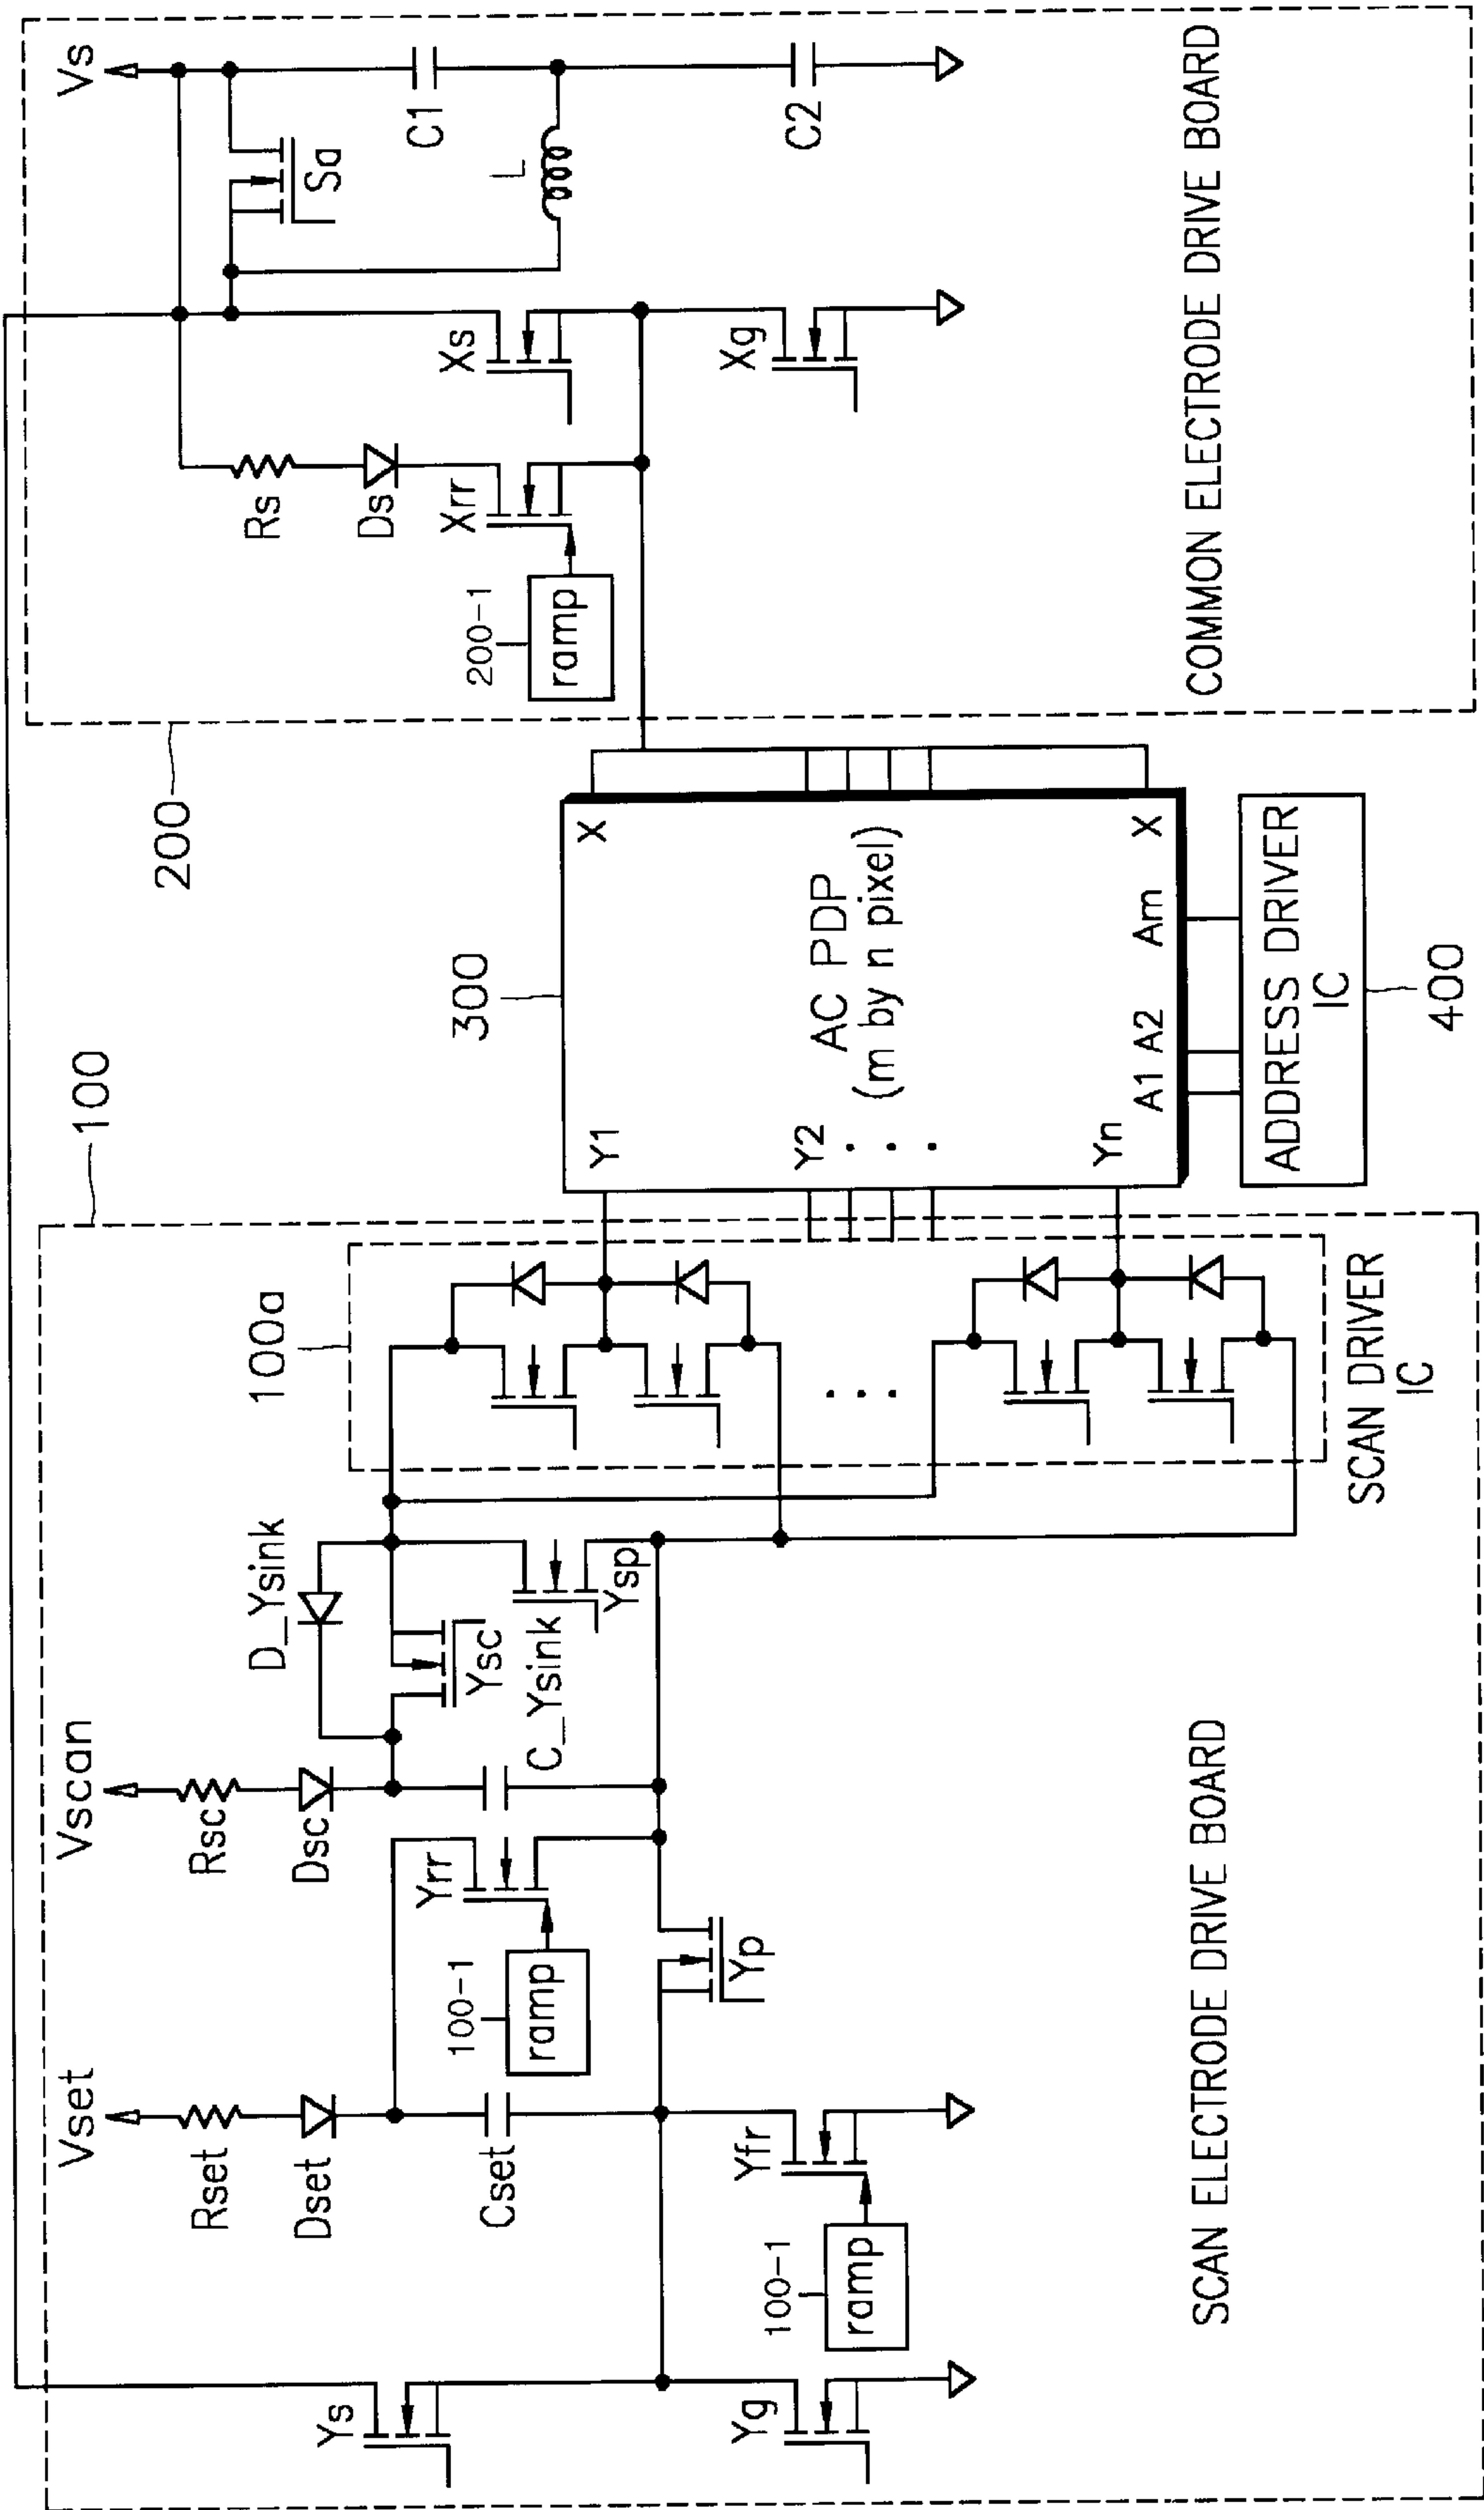 Vset
Vscan
Vs
100
200
Rset
Rsc
D_Ysink
100a
Rs
Dset
Dsc
Ds
Sa
Ys
Yrr
Ysc
C1
L
Cset
100-1
ramp
C_Ysink
Ysp
300
200-1
ramp
Xrr
Xs
Y1
X
Yp
Yg
100-1
ramp
Yfr
Y2
AC PDP
(m by n pixel)
Xg
C2
. . .
. . .
Yn
A1 A2
Am
X
SCAN ELECTRODE DRIVE BOARD
SCAN DRIVER
IC
ADDRESS DRIVER
IC
400
COMMON ELECTRODE DRIVE BOARD